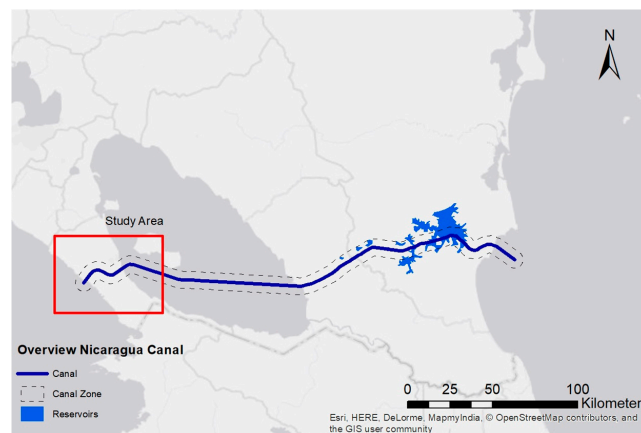 N
Study Area
Overview Nicaragua Canal
Canal
Canal Zone
Reservoirs
0 25 50 100
Kilometer
Esri, HERE, DeLorme, MapmyIndia, © OpenStreetMap contributors, and
the GIS user community